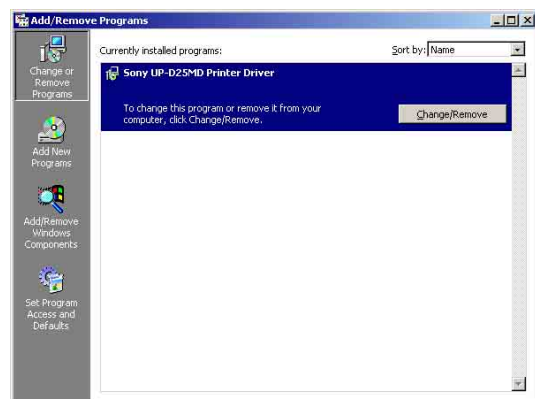 Add/Remove Programs
Currently installed programs:
Sort by: Name
Change or
Remove
Programs
Sony UP-D25MD Printer Driver
To change this program or remove it from your
computer, click Change/Remove.
Change/Remove
Add New
Programs
Add/Remove
Windows
Components
Set Program
Access and
Defaults